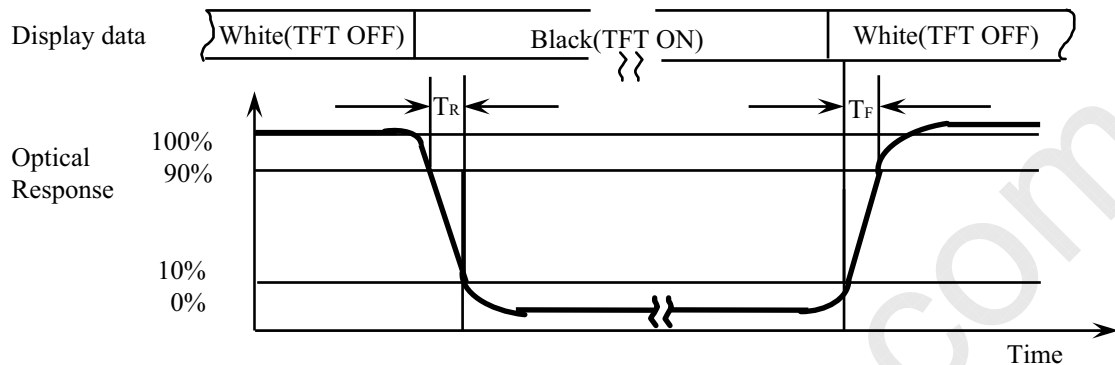 Display data
White(TFT OFF)
Black(TFT ON)
White(TFT OFF)
TR
TF
Optical
Response
100%
90%
10%
0%
Time
com